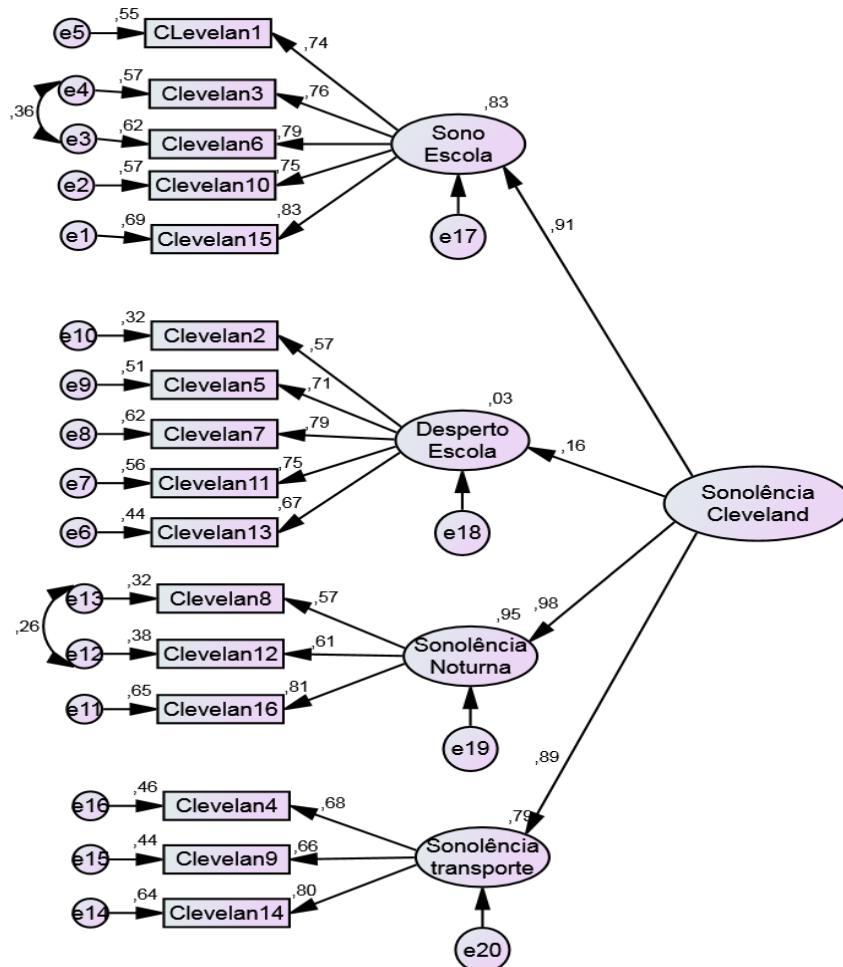 e5
,55
CLevelan1
,74
e4
,57
Clevelan3
,76
,36
e3
,62
Clevelan6
,79
e2
,57
Clevelan10
,75
e1
,69
Clevelan15
,83
,83
Sono
Escola
e17
,91
e10
,32
Clevelan2
,57
e9
,51
Clevelan5
,71
e8
,62
Clevelan7
,79
e7
,56
Clevelan11
,75
e6
,44
Clevelan13
,67
,03
Desperto
Escola
e18
,16
Sonolência
Cleveland
e13
,32
Clevelan8
,57
,26
e12
,38
Clevelan12
,61
e11
,65
Clevelan16
,81
,95
Sonolência
Noturna
e19
,98
e16
,46
Clevelan4
,68
e15
,44
Clevelan9
,66
e14
,64
Clevelan14
,80
,79
Sonolência
transporte
e20
,89